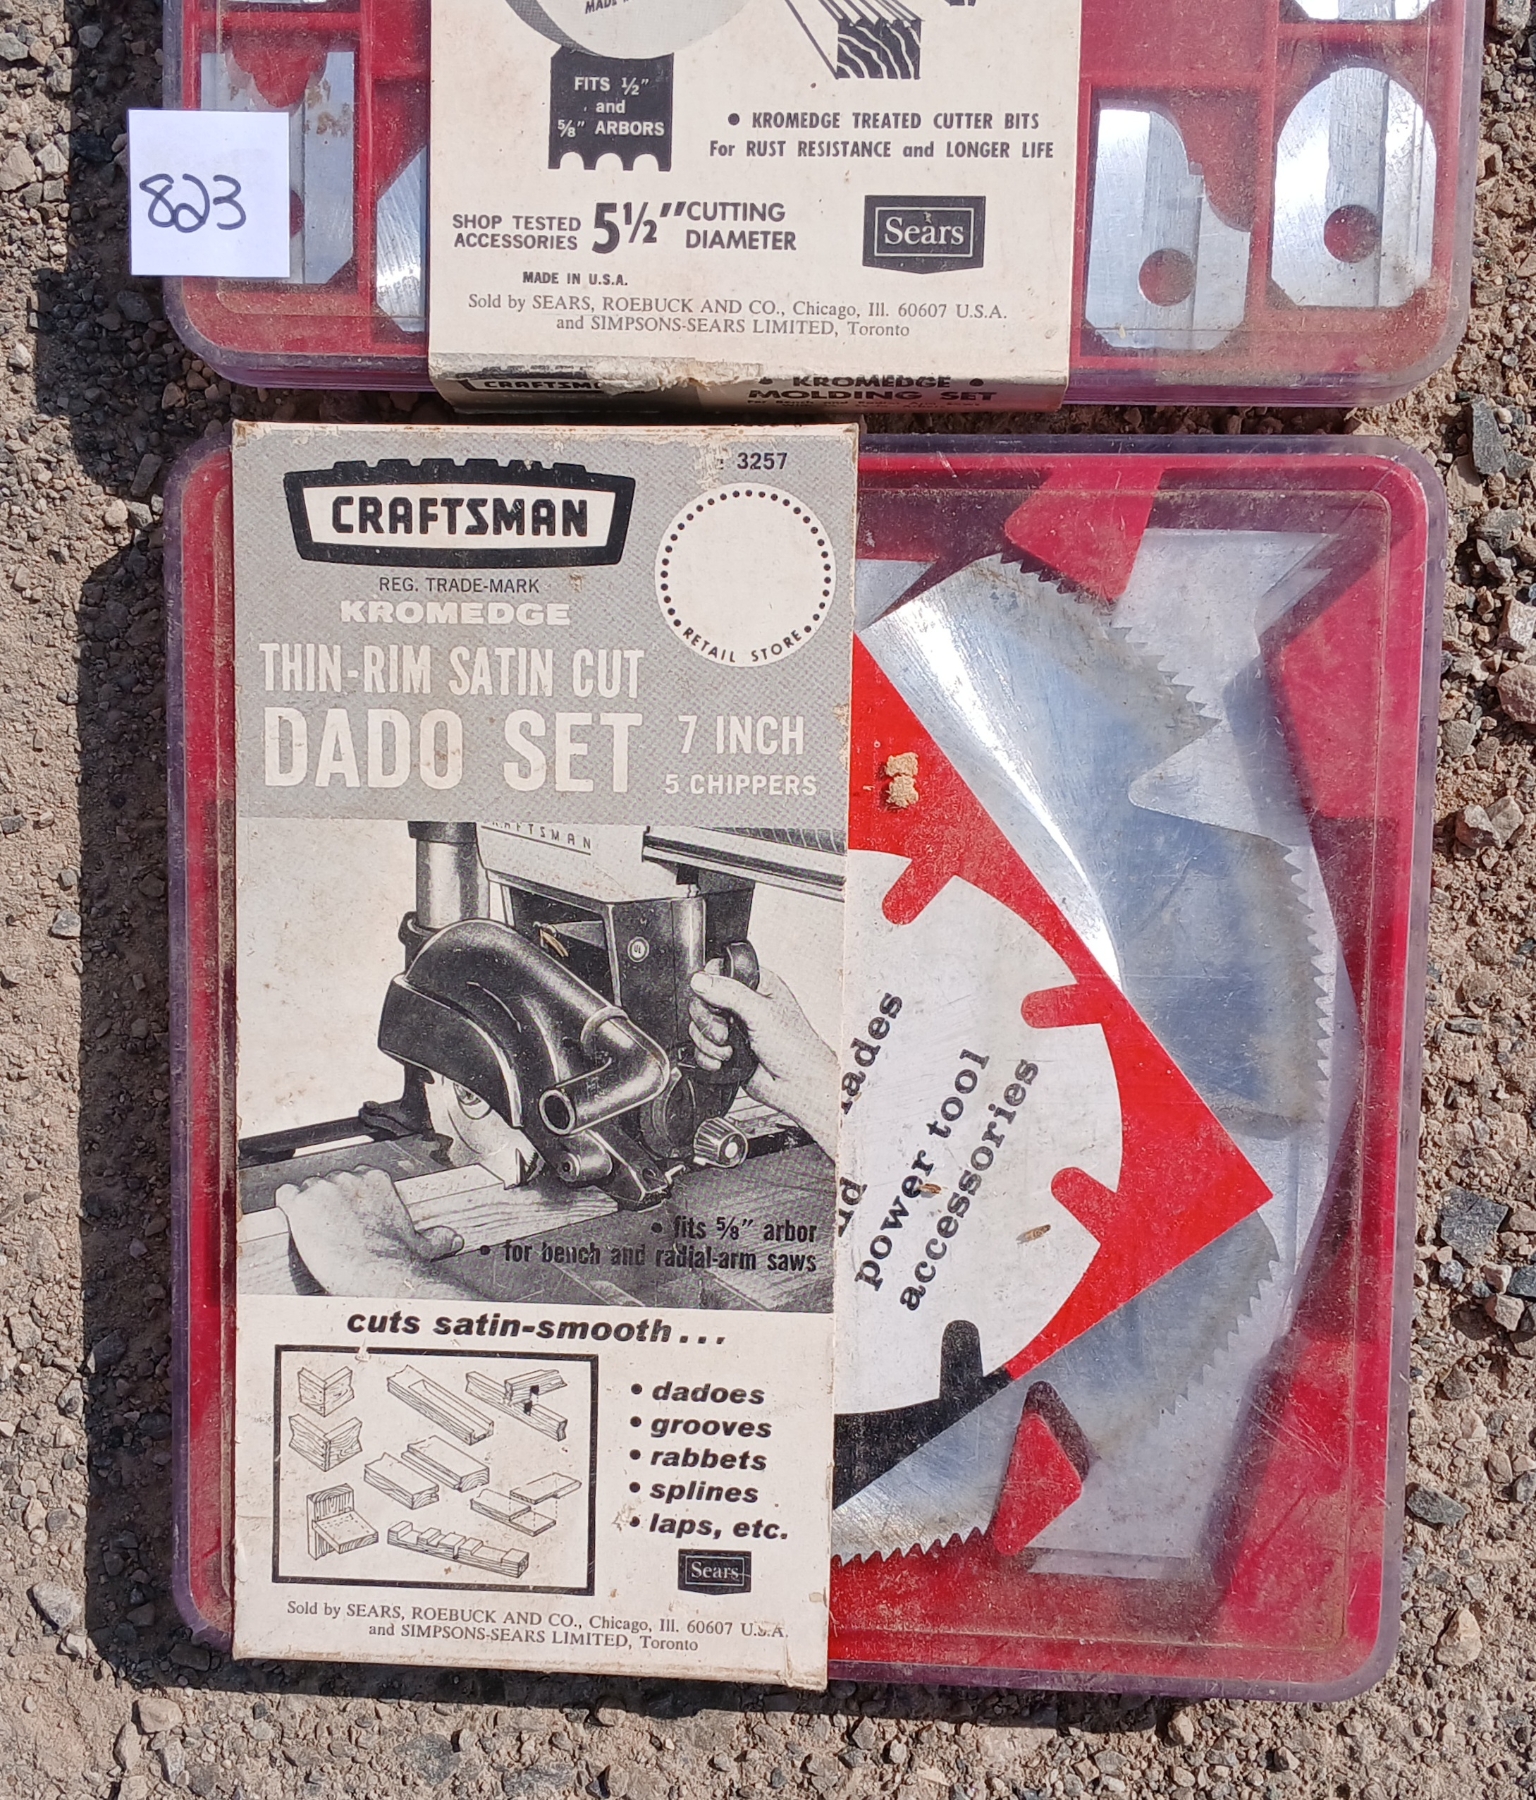 MADE
FITS ½"
and
⅝" ARBORS
• KROMEDGE TREATED CUTTER BITS
For RUST RESISTANCE and LONGER LIFE
823
SHOP TESTED
ACCESSORIES
5½" CUTTING
DIAMETER
Sears
MADE IN U.S.A.
Sold by SEARS, ROEBUCK AND CO., Chicago, Ill. 60607 U.S.A.
and SIMPSONS-SEARS LIMITED, Toronto
CRAFTSM
• KROMEDGE •
MOLDING SET
3257
CRAFTSMAN
REG. TRADE-MARK
KROMEDGE
RETAIL STORE
THIN-RIM SATIN CUT
DADO SET
7 INCH
5 CHIPPERS
CRAFTSMAN
• fits ⅝" arbor
• for bench and radial-arm saws
cuts satin-smooth...
• dadoes
• grooves
• rabbets
• splines
• laps, etc.
Sears
Sold by SEARS, ROEBUCK AND CO., Chicago, Ill. 60607 U.S.A.
and SIMPSONS-SEARS LIMITED, Toronto
lades
power tool
accessories